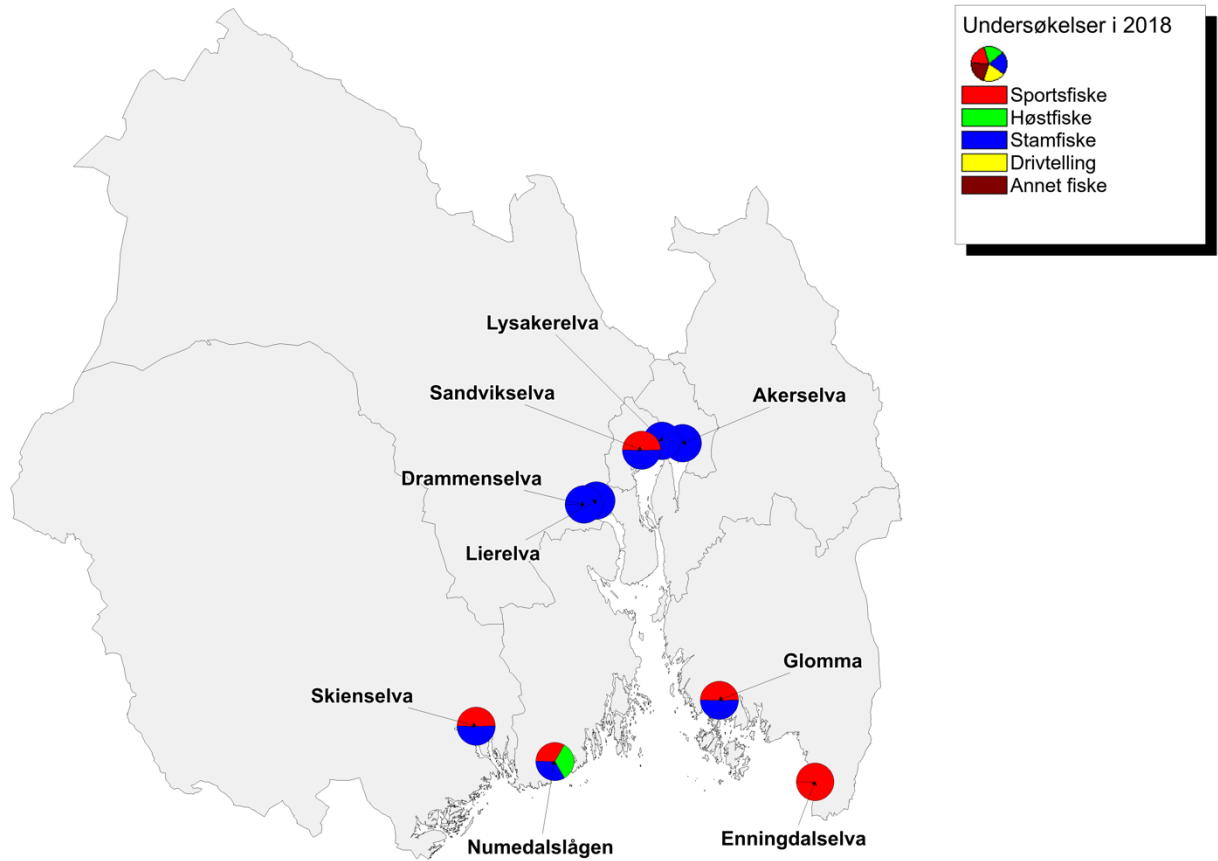 Undersøkelser i 2018
Sportsfiske
Høstfiske
Stamfiske
Drivtelling
Annet fiske
Lysakerelva
Sandvikselva
Akerselva
Drammenselva
Lierelva
Glomma
Skienselva
Enningdalselva
Numedalslågen